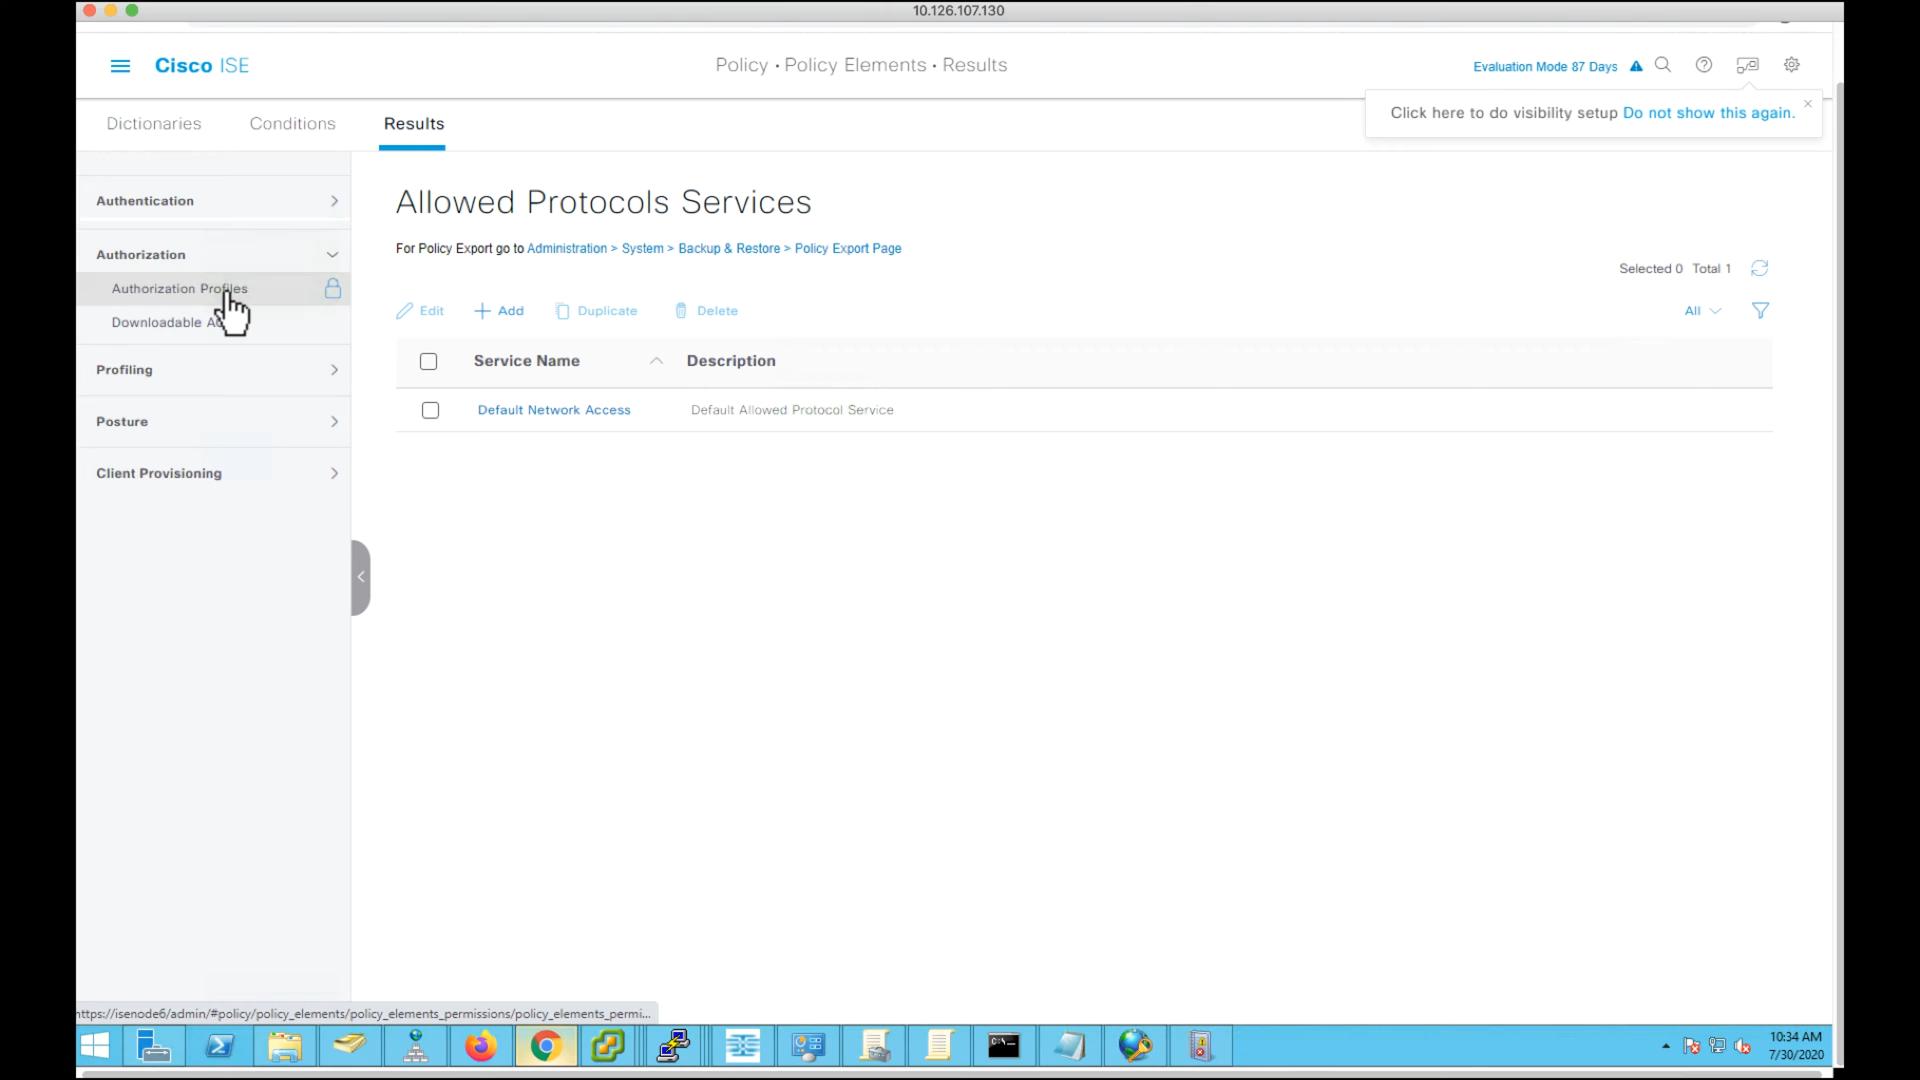 10.126.107.130
Cisco ISE
Policy • Policy Elements • Results
Evaluation Mode 87 Days
Click here to do visibility setup Do not show this again.
Dictionaries
Conditions
Results
Authentication
Authorization
Authorization Profiles
Downloadable
Profiling
Posture
Client Provisioning
Allowed Protocols Services
For Policy Export go to Administration > System > Backup & Restore > Policy Export Page
Selected 0 Total 1
Edit
Add
Duplicate
Delete
All
Service Name
Description
Default Network Access
Default Allowed Protocol Service
https://isenode6/admin/#policy/policy_elements/policy_elements_permissions/policy_elements_permi...
10:34 AM
7/30/2020